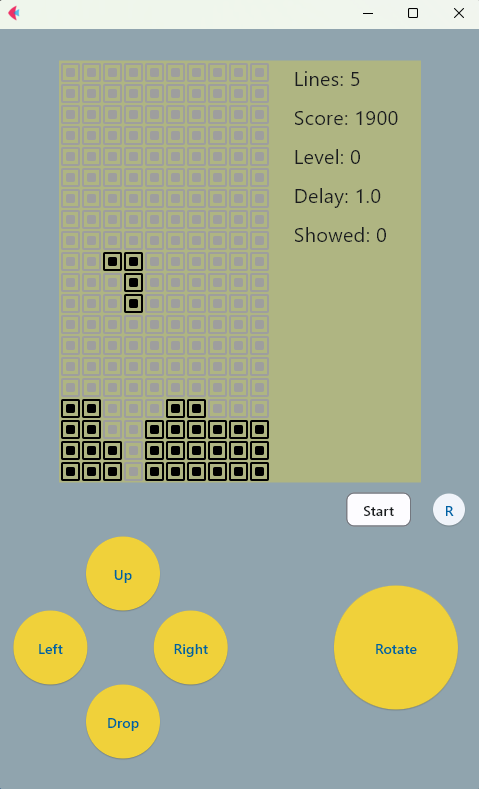 Lines: 5
Score: 1900
Level: 0
Delay: 1.0
Showed: 0
Start
R
Up
Left
Right
Rotate
Drop